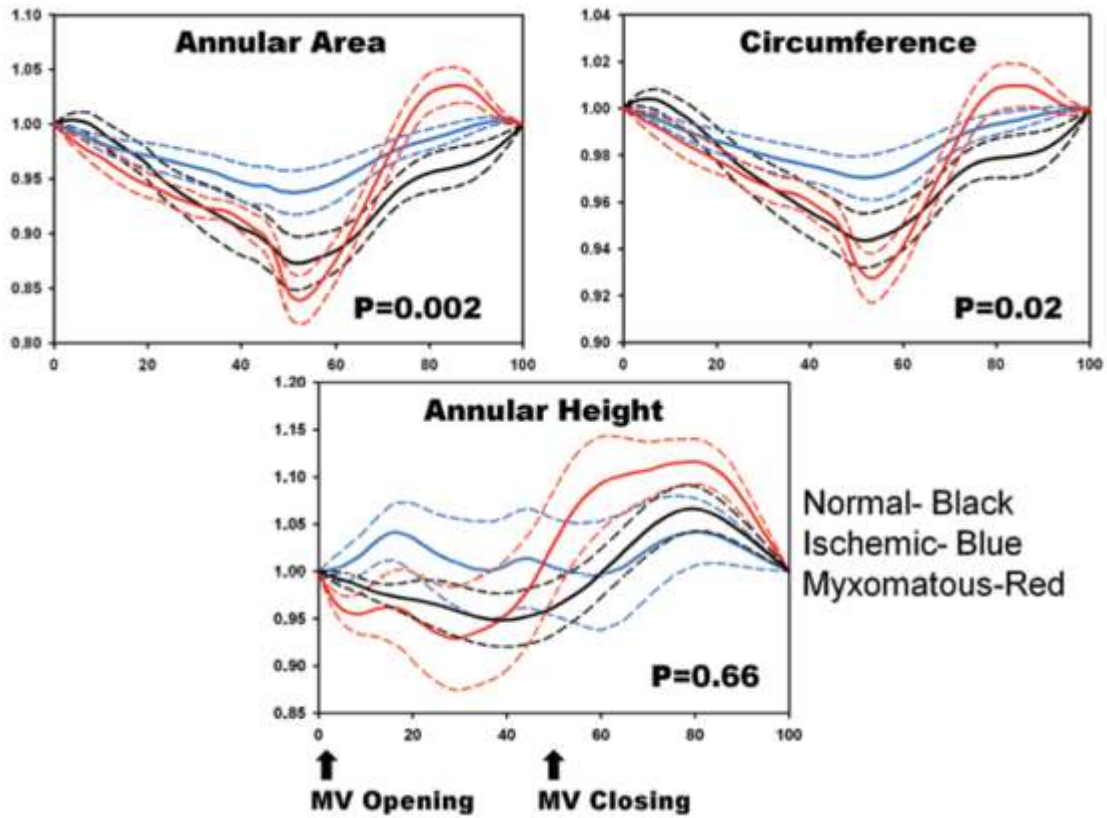 1.10
Annular Area
1.05
1.00
0.95
0.90
0.85
P=0.002
0.80
0 20 40 60 80 100
1.04
Circumference
1.02
1.00
0.98
0.96
0.94
0.92
P=0.02
0.90
0 20 40 60 80 100
1.20
Annular Height
1.15
1.10
1.05
1.00
0.95
0.90
P=0.66
0.85
0 20 40 60 80 100
MV Opening
MV Closing
Normal- Black
Ischemic- Blue
Myxomatous-Red